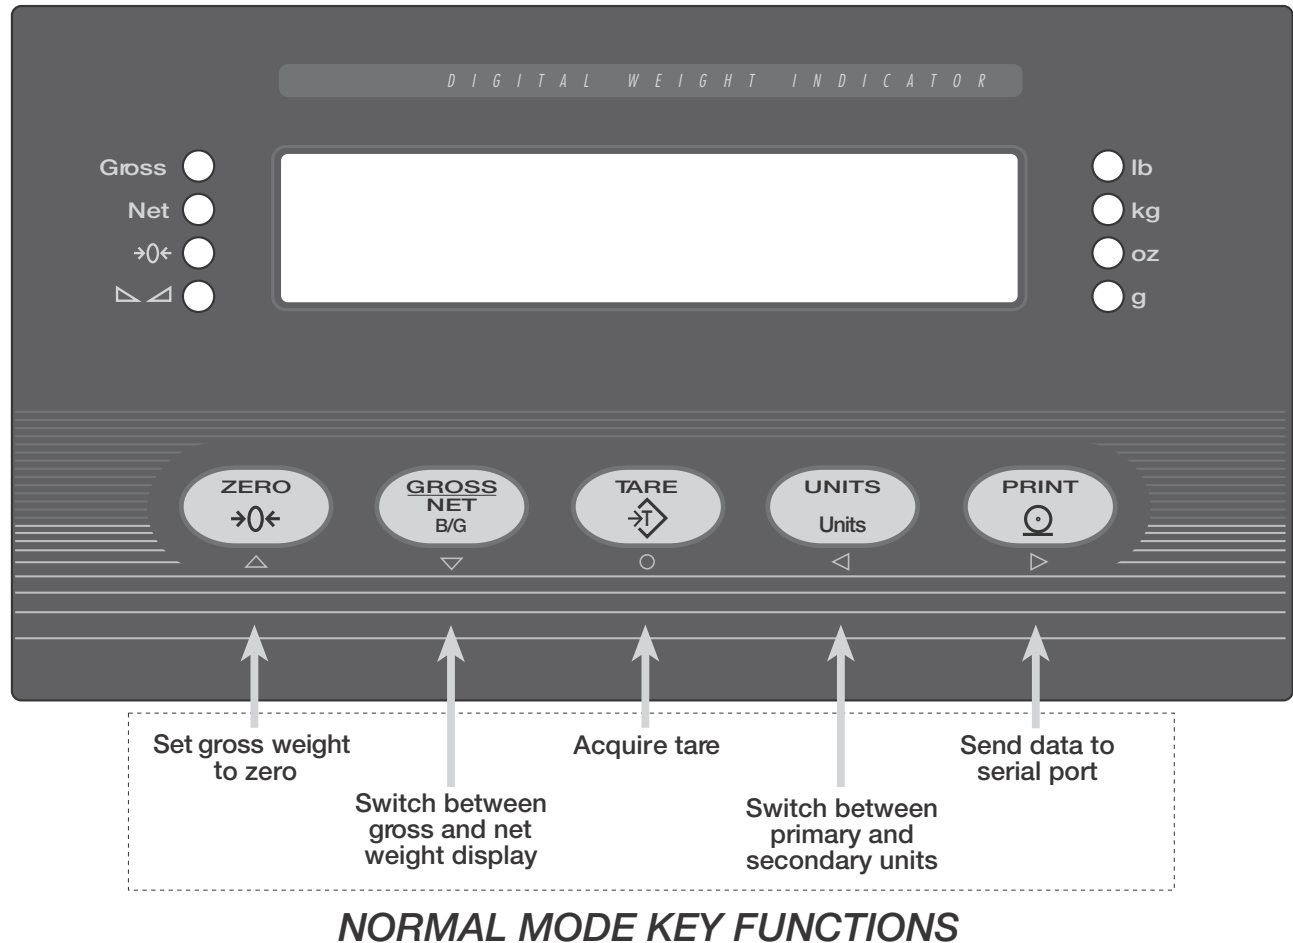 DIGITAL WEIGHT INDICATOR
Gross
Net
→0←
lb
kg
oz
g
ZERO
→0←
GROSS
NET
B/G
TARE
T
UNITS
Units
PRINT
Set gross weight
to zero
Switch between
gross and net
weight display
Acquire tare
Switch between
primary and
secondary units
Send data to
serial port
NORMAL MODE KEY FUNCTIONS